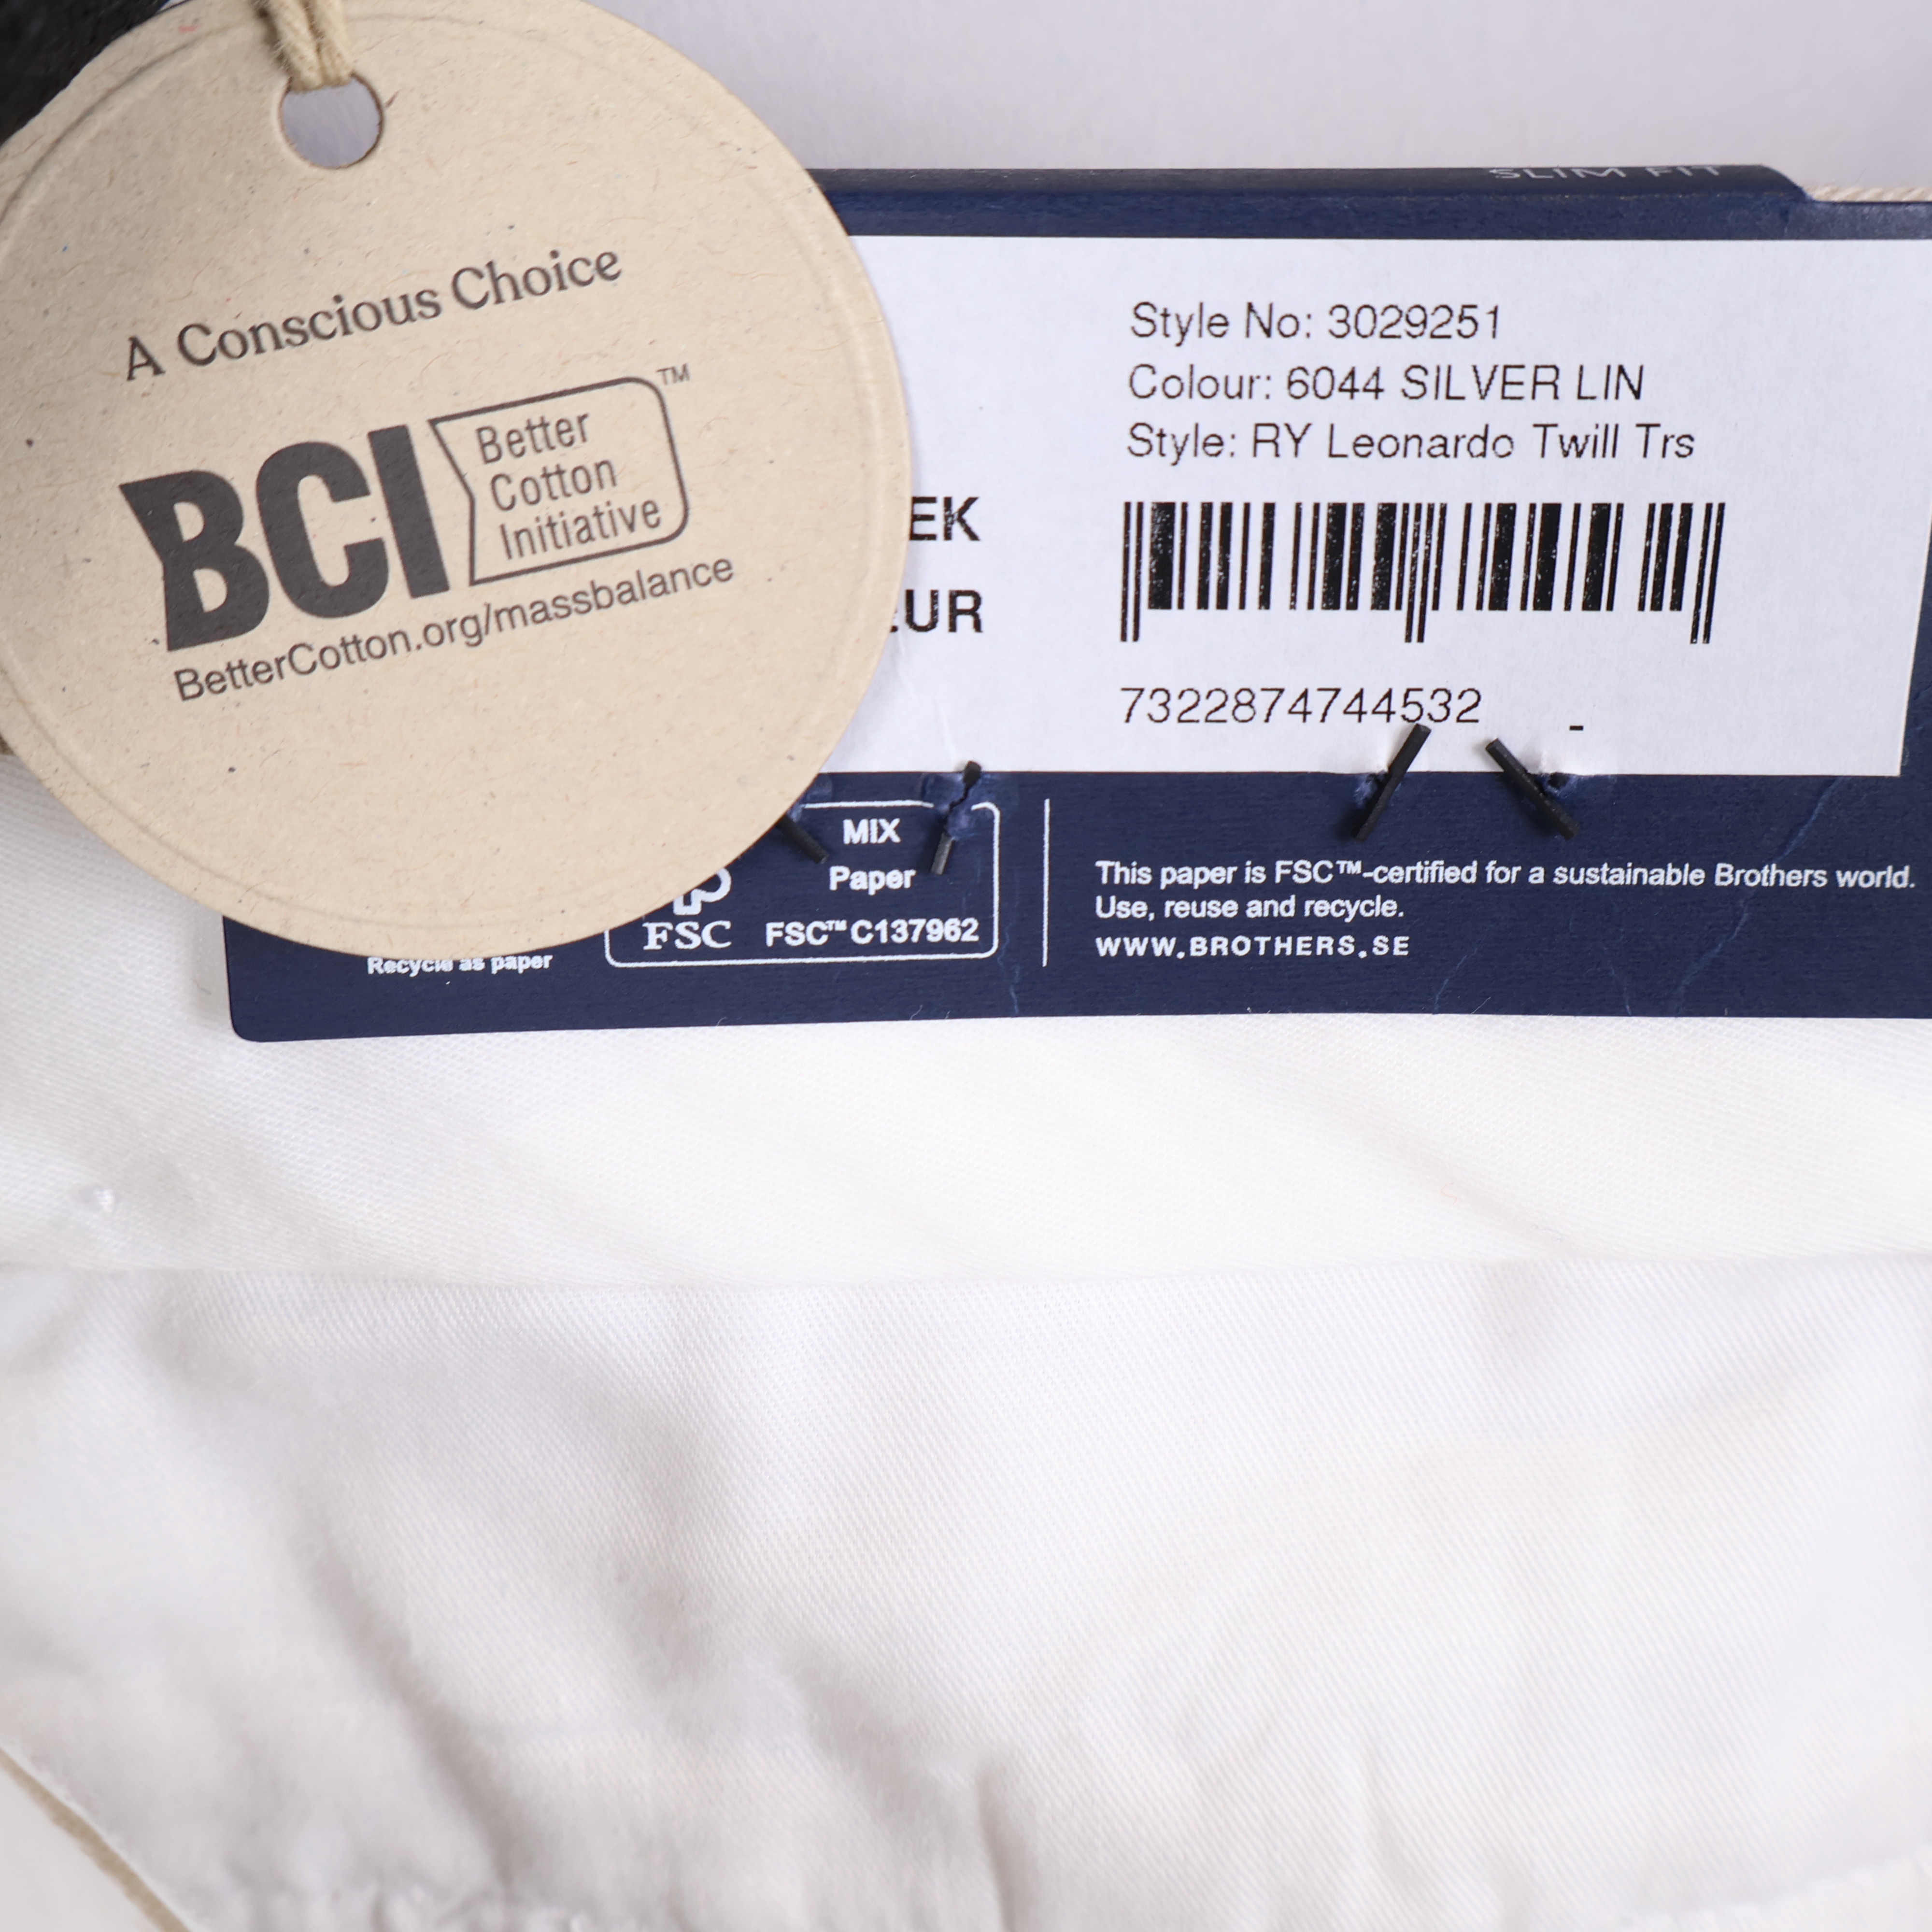 A Conscious Choice
BCI
Better
Cotton
Initiative
TM
BetterCotton.org/massbalance
SLIM FIT
Style No: 3029251
Colour: 6044 SILVER LIN
Style: RY Leonardo Twill Trs
EK
UR
7322874744532 -
MIX
Paper
FSC
FSC™ C137962
Recycle as paper
This paper is FSC™-certified for a sustainable Brothers world.
Use, reuse and recycle.
WWW.BROTHERS.SE